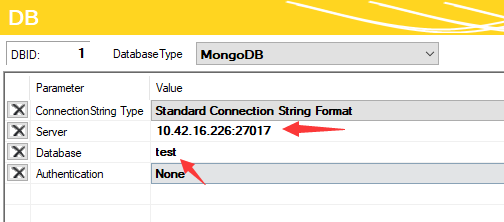 DB
DBID: 1 DatabaseType MongoDB
Parameter Value
ConnectionString Type Standard Connection String Format
Server 10.42.16.226:27017
Database test
Authentication None